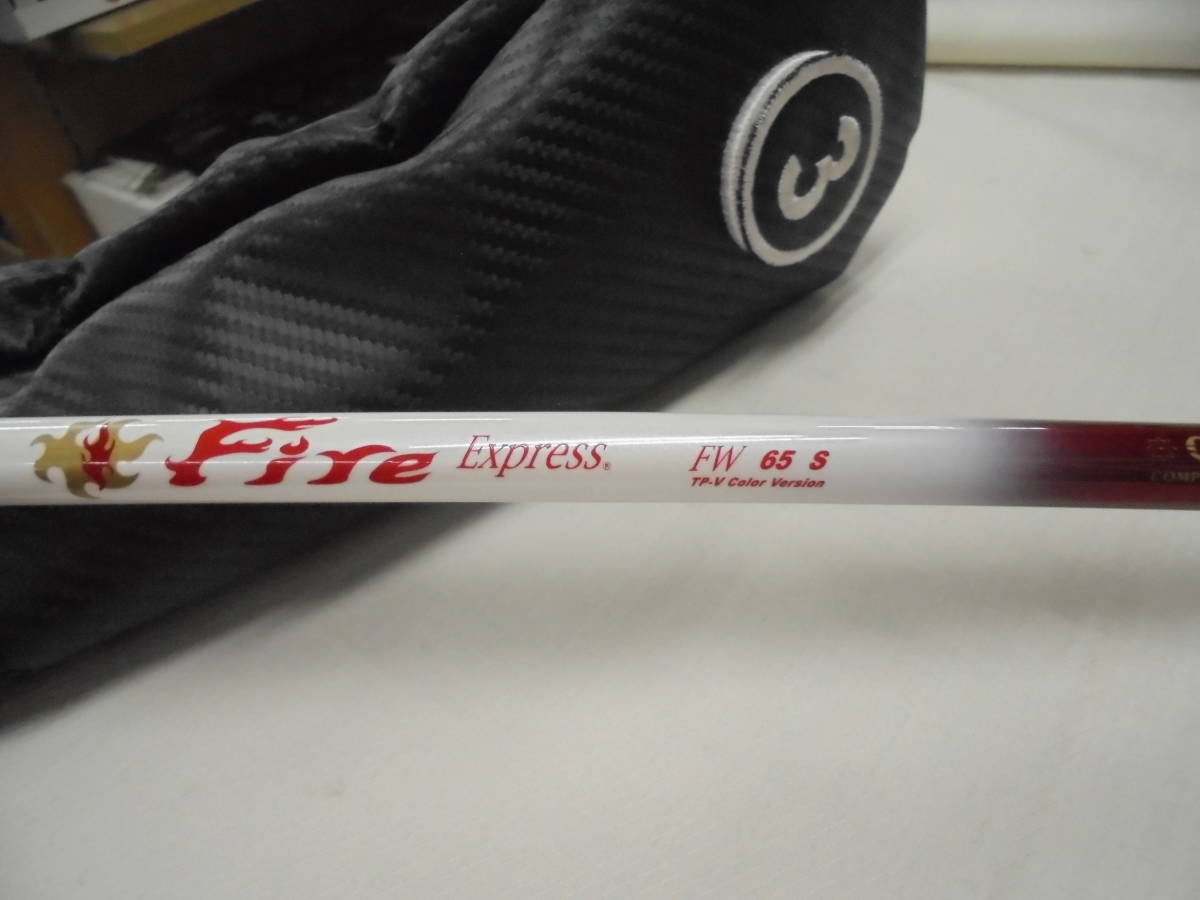 3
Fire Express® FW 65 S
TP-V Color Version